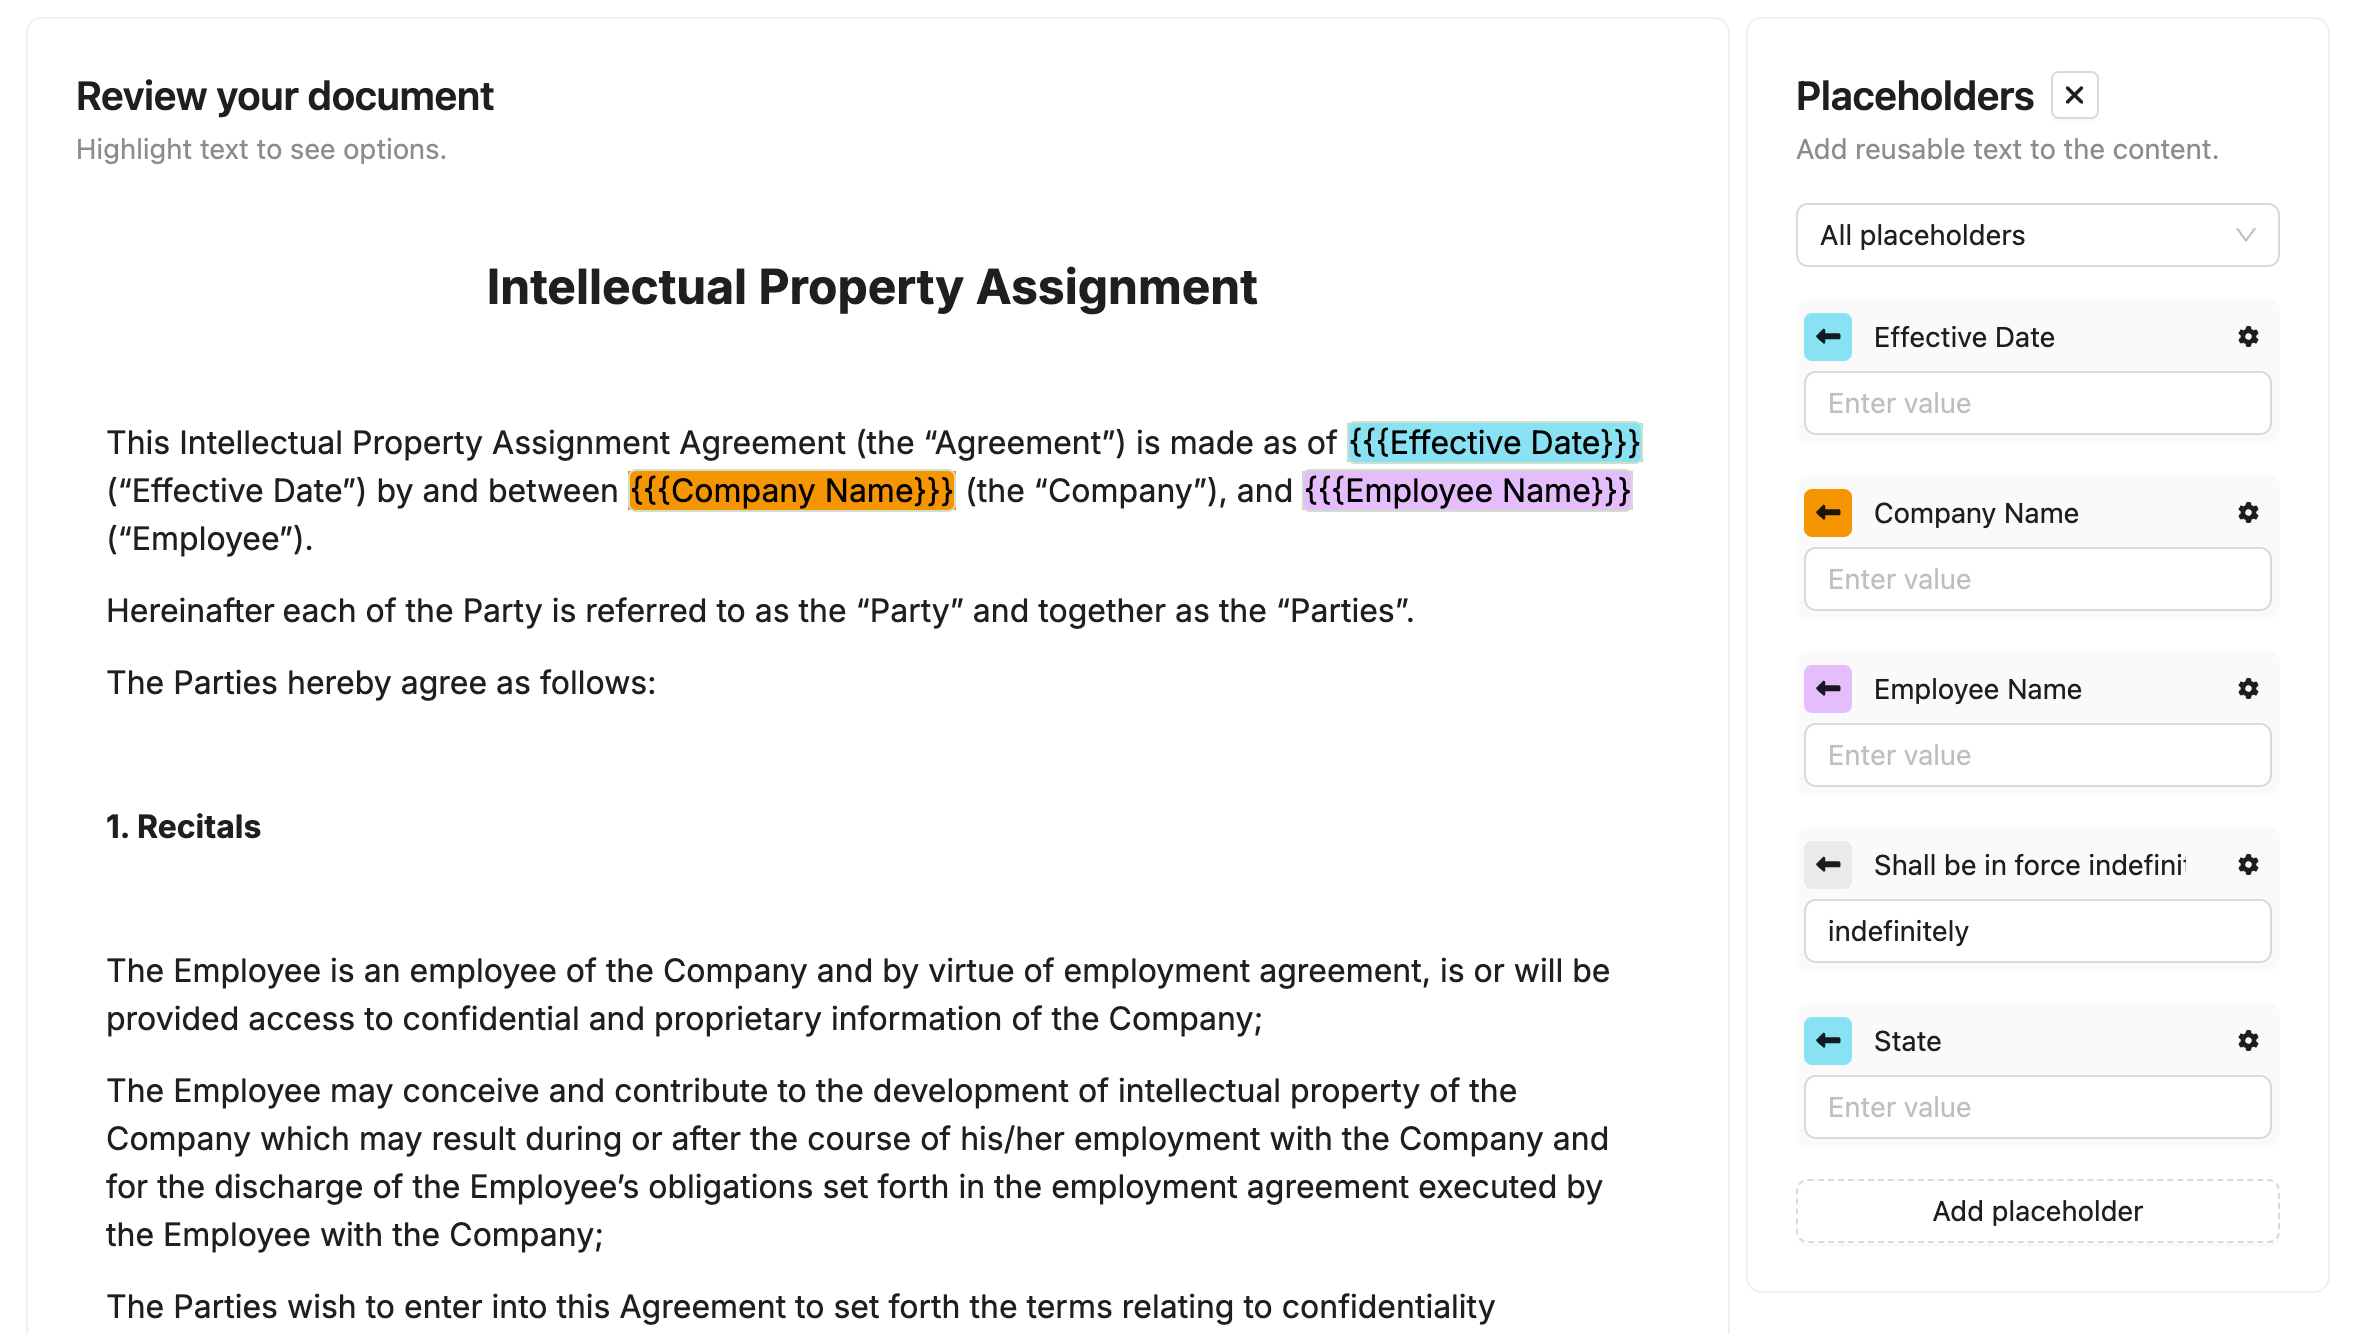 Review your document
Highlight text to see options.
Intellectual Property Assignment
This Intellectual Property Assignment Agreement (the “Agreement”) is made as of {{{Effective Date}}}
(“Effective Date”) by and between {{{Company Name}}} (the “Company”), and {{{Employee Name}}}
(“Employee”).
Hereinafter each of the Party is referred to as the “Party” and together as the “Parties”.
The Parties hereby agree as follows:
1. Recitals
The Employee is an employee of the Company and by virtue of employment agreement, is or will be
provided access to confidential and proprietary information of the Company;
The Employee may conceive and contribute to the development of intellectual property of the
Company which may result during or after the course of his/her employment with the Company and
for the discharge of the Employee’s obligations set forth in the employment agreement executed by
the Employee with the Company;
The Parties wish to enter into this Agreement to set forth the terms relating to confidentiality
Placeholders
Add reusable text to the content.
All placeholders
Effective Date
Enter value
Company Name
Enter value
Employee Name
Enter value
Shall be in force indefini
indefinitely
State
Enter value
Add placeholder